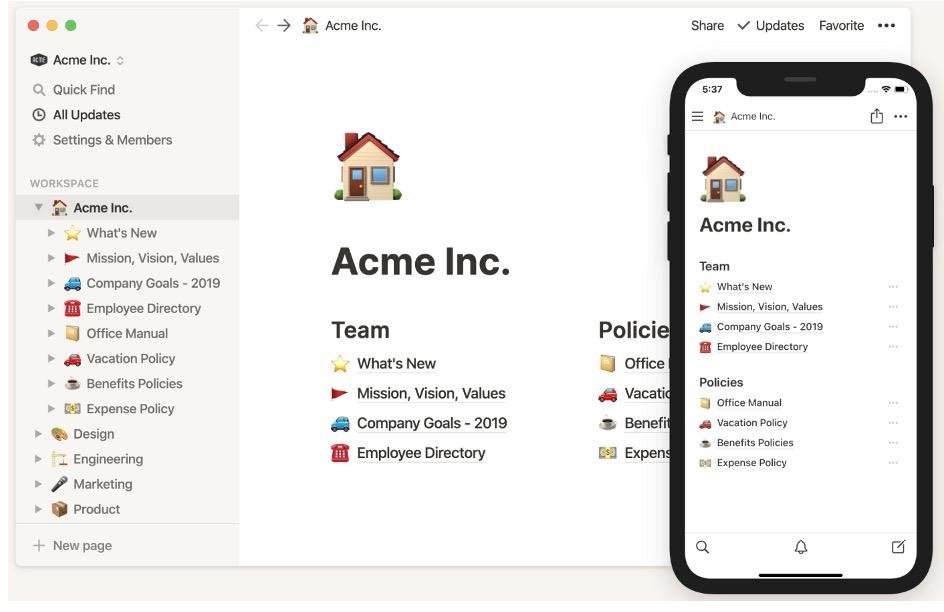 Acme Inc.
Share Updates Favorite
ACME Acme Inc.
Quick Find
All Updates
Settings & Members
WORKSPACE
Acme Inc.
What's New
Mission, Vision, Values
Company Goals - 2019
Employee Directory
Office Manual
Vacation Policy
Benefits Policies
Expense Policy
Design
Engineering
Marketing
Product
New page
Acme Inc.
Team
What's New
Mission, Vision, Values
Company Goals - 2019
Employee Directory
Policie
Office
Vacatio
Benefit
Expens
5:37
Acme Inc.
Acme Inc.
Team
What's New
Mission, Vision, Values
Company Goals - 2019
Employee Directory
Policies
Office Manual
Vacation Policy
Benefits Policies
Expense Policy